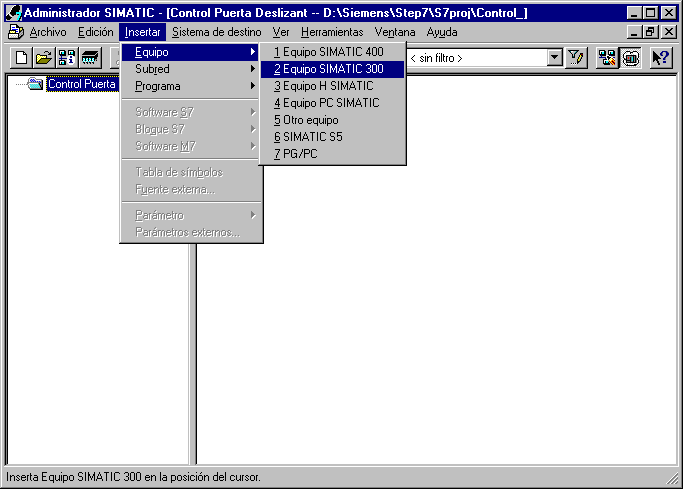 Administrador SIMATIC - [Control Puerta Deslizant -- D:\Siemens\Step7\S7proj\Control_]
Archivo Edición Insertar Sistema de destino Ver Herramientas Ventana Ayuda
< sin filtro >
Control Puerta
Equipo
Subred
Programa
Software S7
Bloque S7
Software M7
Tabla de símbolos
Fuente externa...
Parámetro
Parámetros externos...
1 Equipo SIMATIC 400
2 Equipo SIMATIC 300
3 Equipo H SIMATIC
4 Equipo PC SIMATIC
5 Otro equipo
6 SIMATIC S5
7 PG/PC
Inserta Equipo SIMATIC 300 en la posición del cursor.